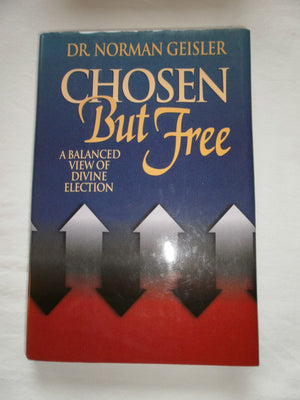 DR. NORMAN GEISLER
CHOSEN
But Free
A BALANCED
VIEW OF
DIVINE
ELECTION